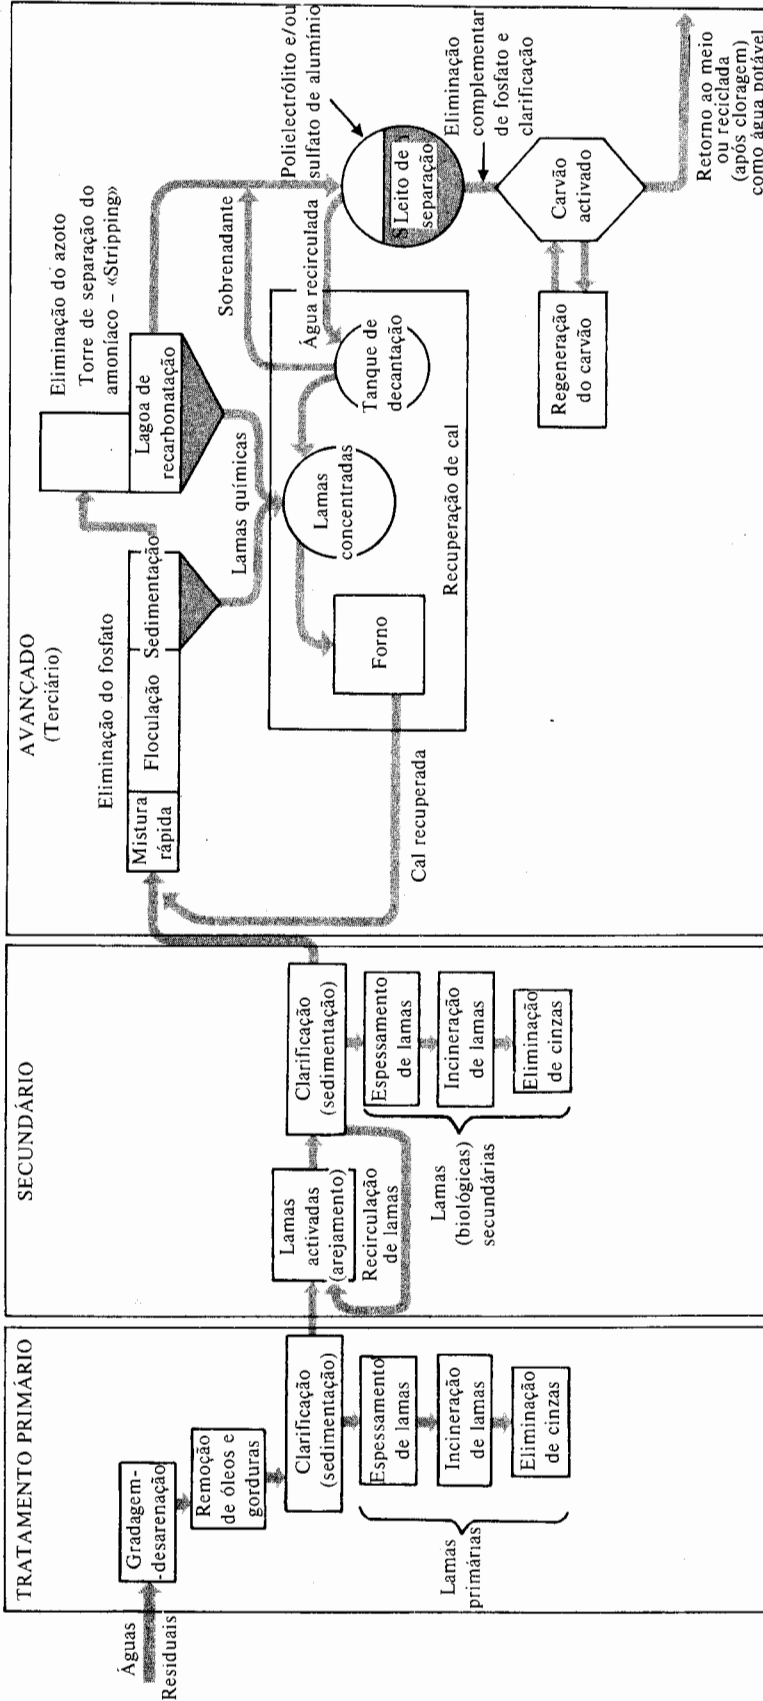 Águas
Residuais
TRATAMENTO PRIMÁRIO
Gradagem-
-desarenação
Remoção
de óleos e
gorduras
Clarificação
(sedimentação)
Espessamento
de lamas
Incineração
de lamas
Eliminação
de cinzas
Lamas
primárias
SECUNDÁRIO
Lamas
activadas
(arejamento)
Recirculação
de lamas
Clarificação
(sedimentação)
Espessamento
de lamas
Incineração
de lamas
Eliminação
de cinzas
Lamas
(biológicas)
secundárias
AVANÇADO
(Terciário)
Eliminação do fosfato
Mistura
rápida
Floculação
Sedimentação
Eliminação do azoto
Torre de separação do
amoníaco – «Stripping»
Lagoa de
recarbonatação
Lamas químicas
Sobrenadante
Água recirculada
Polielectrólito e/ou
sulfato de alumínio
Leito de
separação
Eliminação
complementar
de fosfato e
clarificação
Tanque de
decantação
Lamas
concentradas
Forno
Recuperação de cal
Cal recuperada
Carvão
activado
Regeneração
do carvão
Retorno ao meio
ou reciclada
(após cloragem)
como água potável